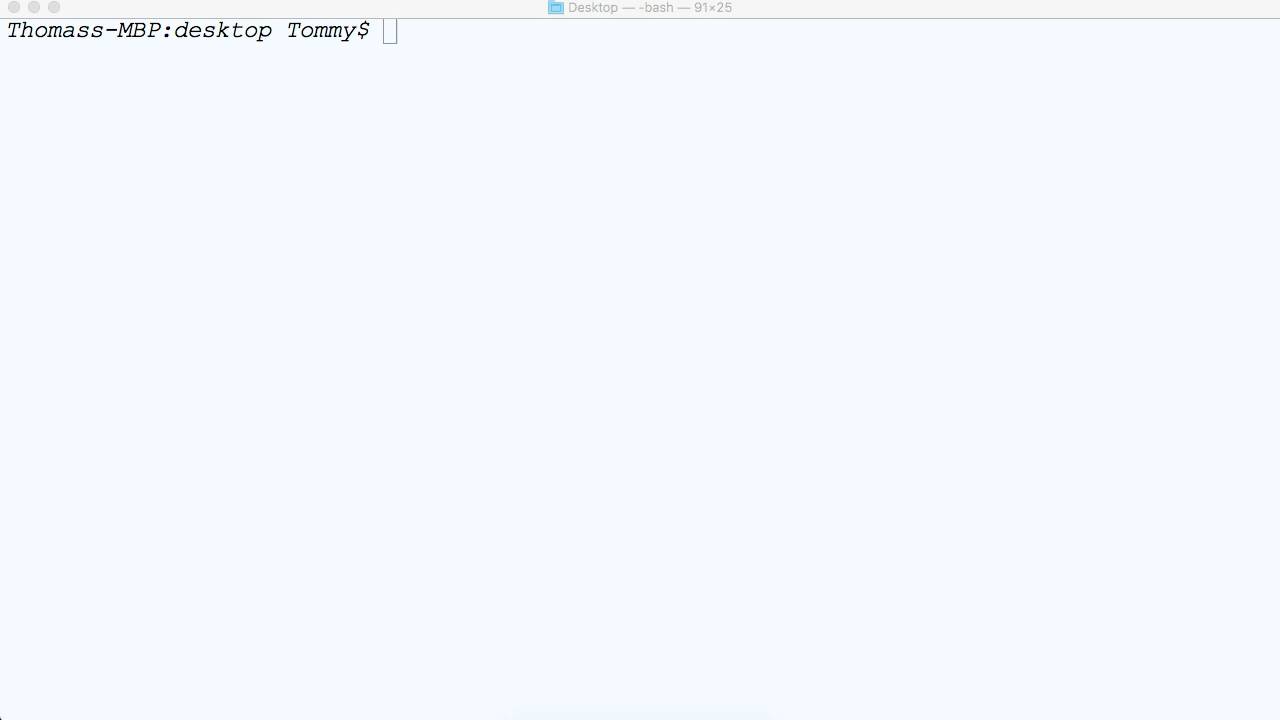 Desktop — -bash — 91×25
Thomass-MBP:desktop Tommy$